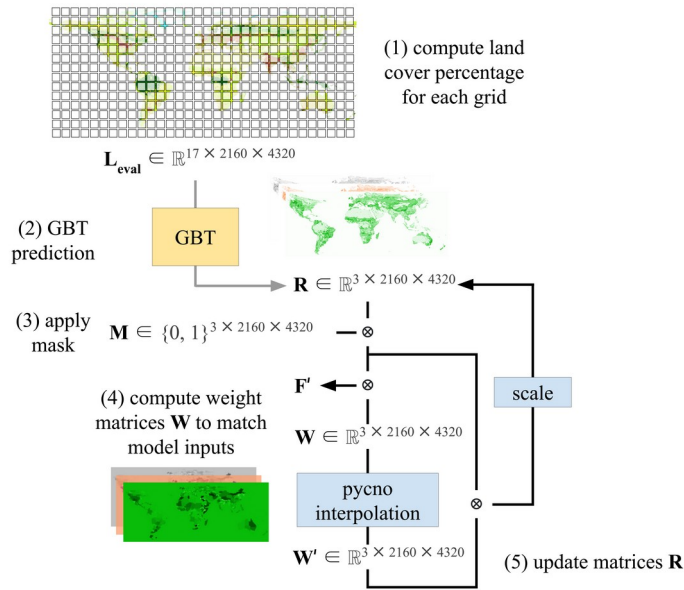 (1) compute land
cover percentage
for each grid
L_eval ∈ ℝ^17 × 2160 × 4320
(2) GBT
prediction
GBT
R ∈ ℝ^3 × 2160 × 4320
(3) apply
mask
M ∈ {0, 1}^3 × 2160 × 4320
⊗
F'
⊗
scale
(4) compute weight
matrices W to match
model inputs
W ∈ ℝ^3 × 2160 × 4320
pycno
interpolation
⊗
W' ∈ ℝ^3 × 2160 × 4320
(5) update matrices R